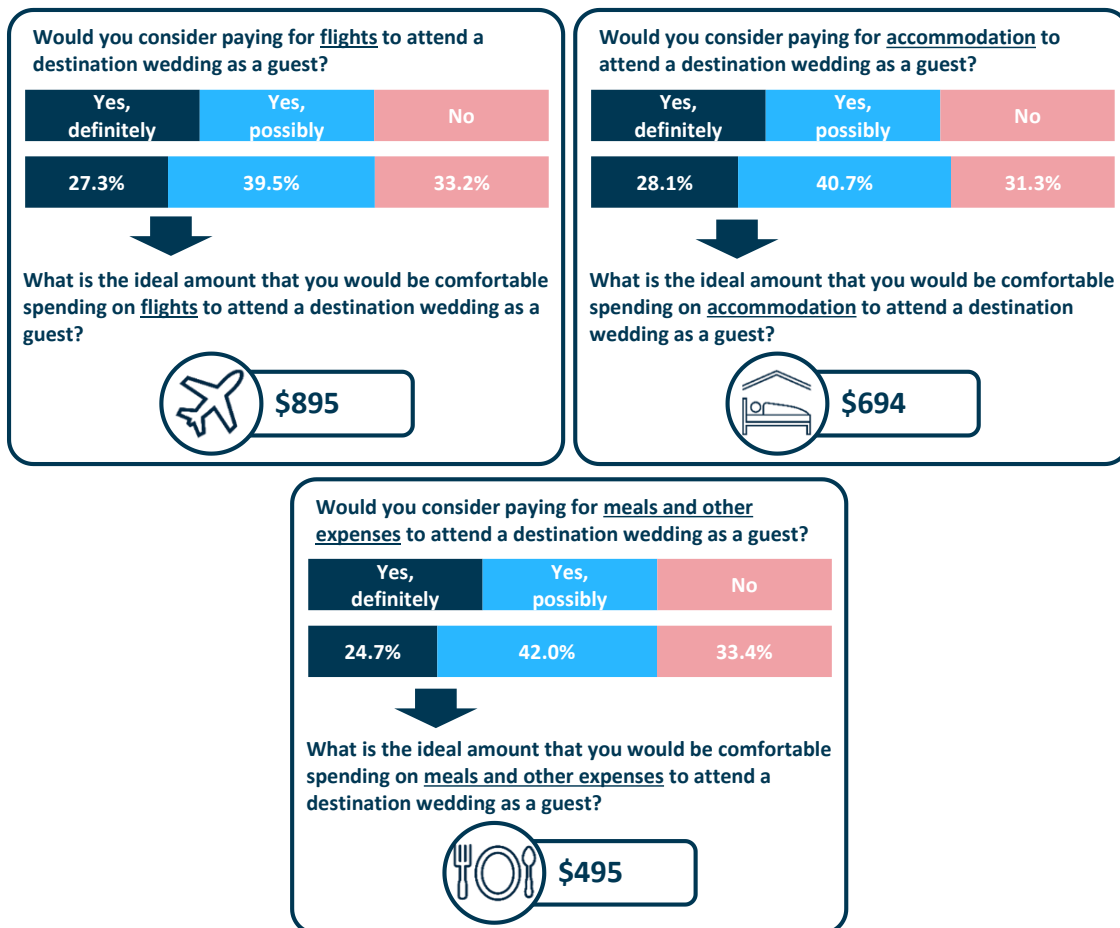 Would you consider paying for flights to attend a
destination wedding as a guest?
Yes,
definitely
Yes,
possibly
No
27.3%
39.5%
33.2%
What is the ideal amount that you would be comfortable
spending on flights to attend a destination wedding as a
guest?
$895
Would you consider paying for accommodation to
attend a destination wedding as a guest?
Yes,
definitely
Yes,
possibly
No
28.1%
40.7%
31.3%
What is the ideal amount that you would be comfortable
spending on accommodation to attend a destination
wedding as a guest?
$694
Would you consider paying for meals and other
expenses to attend a destination wedding as a guest?
Yes,
definitely
Yes,
possibly
No
24.7%
42.0%
33.4%
What is the ideal amount that you would be comfortable
spending on meals and other expenses to attend a
destination wedding as a guest?
$495